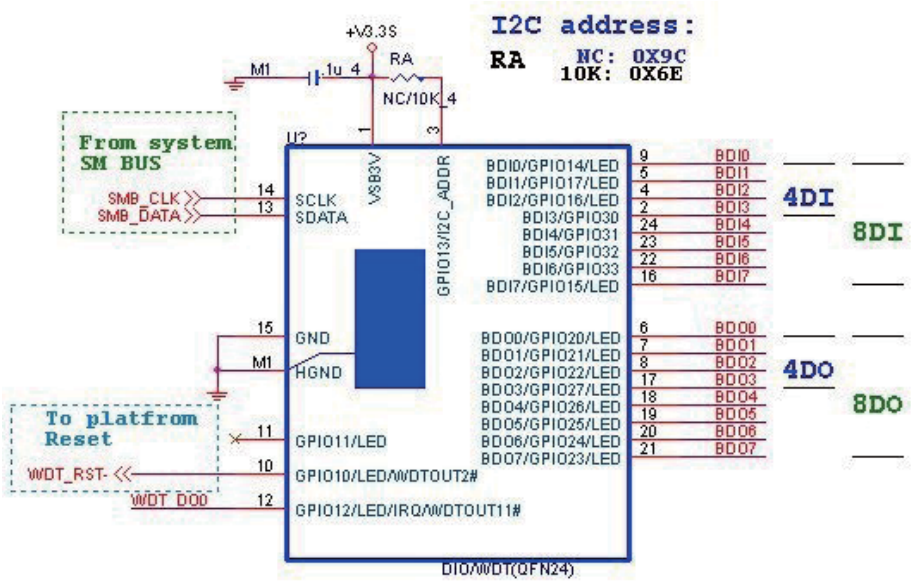 I2C address:
RA NC: 0X9C
10K: 0X6E
+V3.3S
RA
M1 .1u_4
NC/10K_4
1
3
U?
From system
SM BUS
SMB_CLK 14 SCLK
SMB_DATA 13 SDATA
VSB3V
GPIO13/I2C_ADDR
BDI0/GPIO14/LED 9 BDI0
BDI1/GPIO17/LED 5 BDI1
BDI2/GPIO16/LED 4 BDI2
BDI3/GPIO30 2 BDI3
BDI4/GPIO31 24 BDI4
BDI5/GPIO32 23 BDI5
BDI6/GPIO33 22 BDI6
BDI7/GPIO15/LED 16 BDI7
4DI
8DI
15 GND
M1 HGND
BDO0/GPIO20/LED 6 BDO0
BDO1/GPIO21/LED 7 BDO1
BDO2/GPIO22/LED 8 BDO2
BDO3/GPIO27/LED 17 BDO3
BDO4/GPIO26/LED 18 BDO4
BDO5/GPIO25/LED 19 BDO5
BDO6/GPIO24/LED 20 BDO6
BDO7/GPIO23/LED 21 BDO7
4DO
8DO
To platfrom
Reset
11 GPIO11/LED
WDT_RST- 10 GPIO10/LED/WDTOUT2#
WDT_DO0 12 GPIO12/LED/IRQ/WDTOUT11#
DIO/WDT(QFN24)